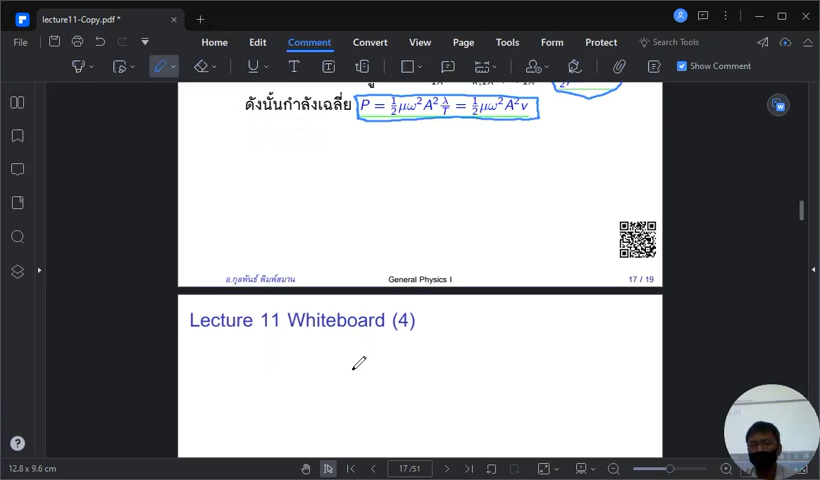 lecture11-Copy.pdf *
File
Home
Edit
Comment
Convert
View
Page
Tools
Form
Protect
Search Tools
Show Comment
ดังนั้นกำลังเฉลี่ย P = ½μω²A² λ/T = ½μω²A²v
อ.กุลพันธ์ พิมพ์สมาน
General Physics I
17 / 19
Lecture 11 Whiteboard (4)
12.8 x 9.6 cm
17 /51